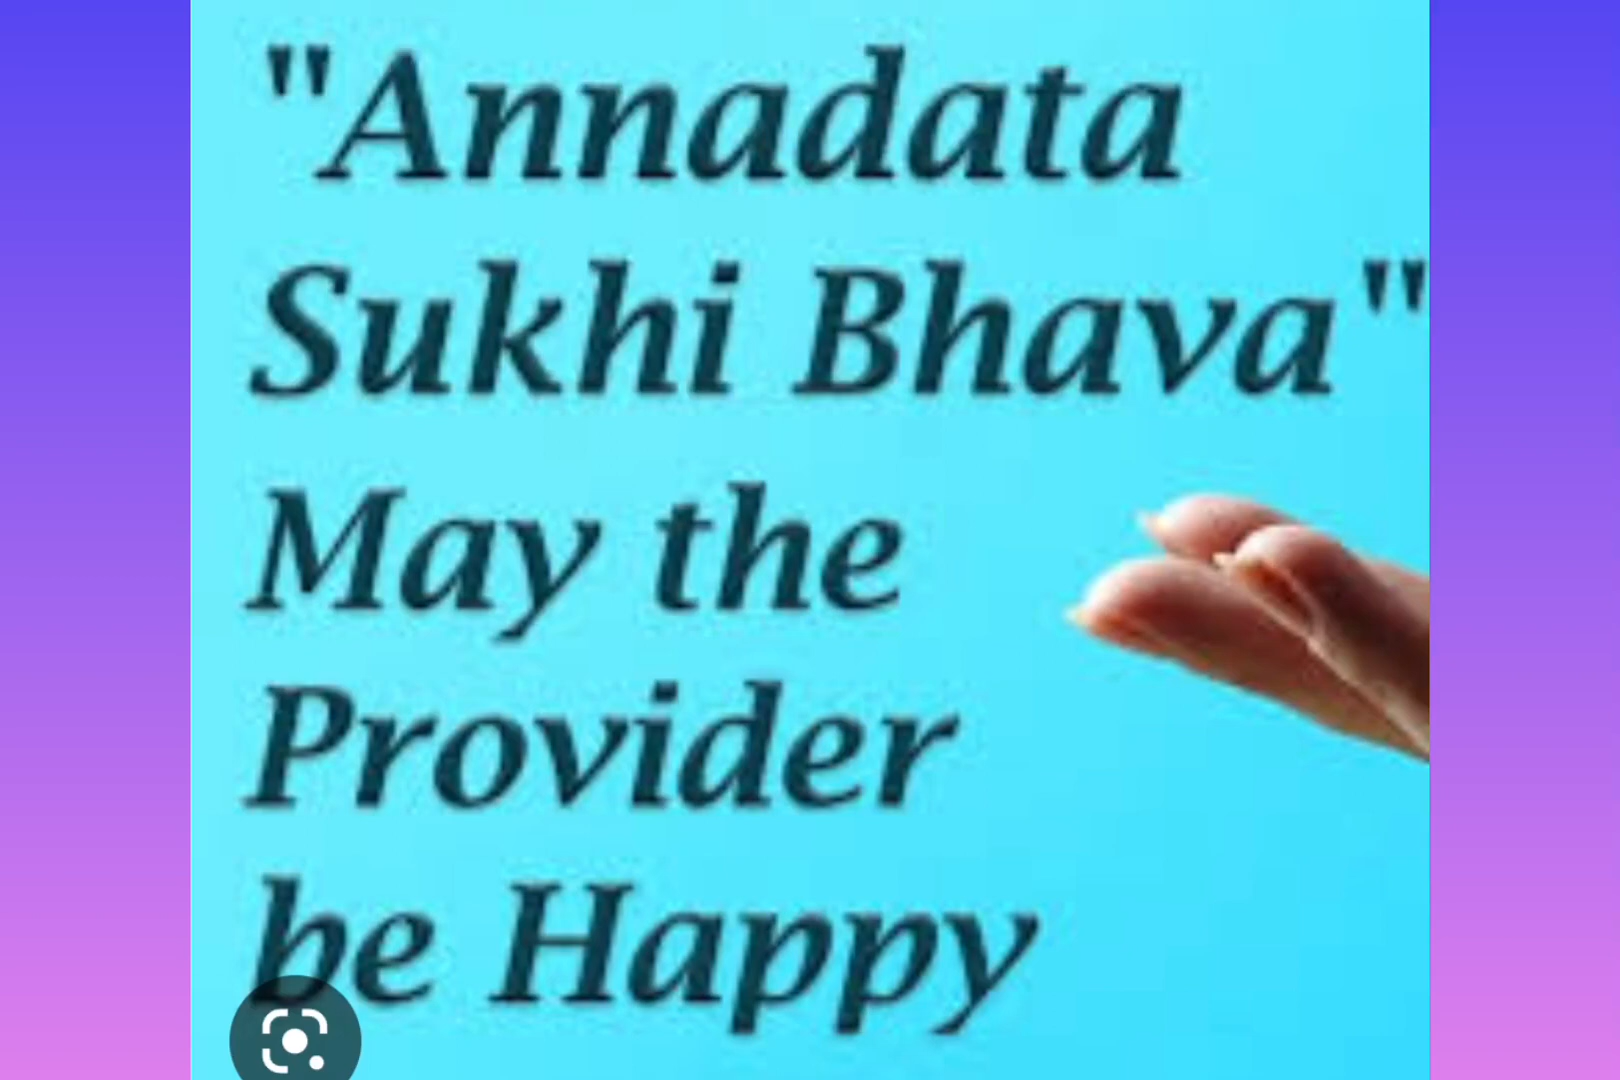 "Annadata
Sukhi Bhava"
May the
Provider
be Happy